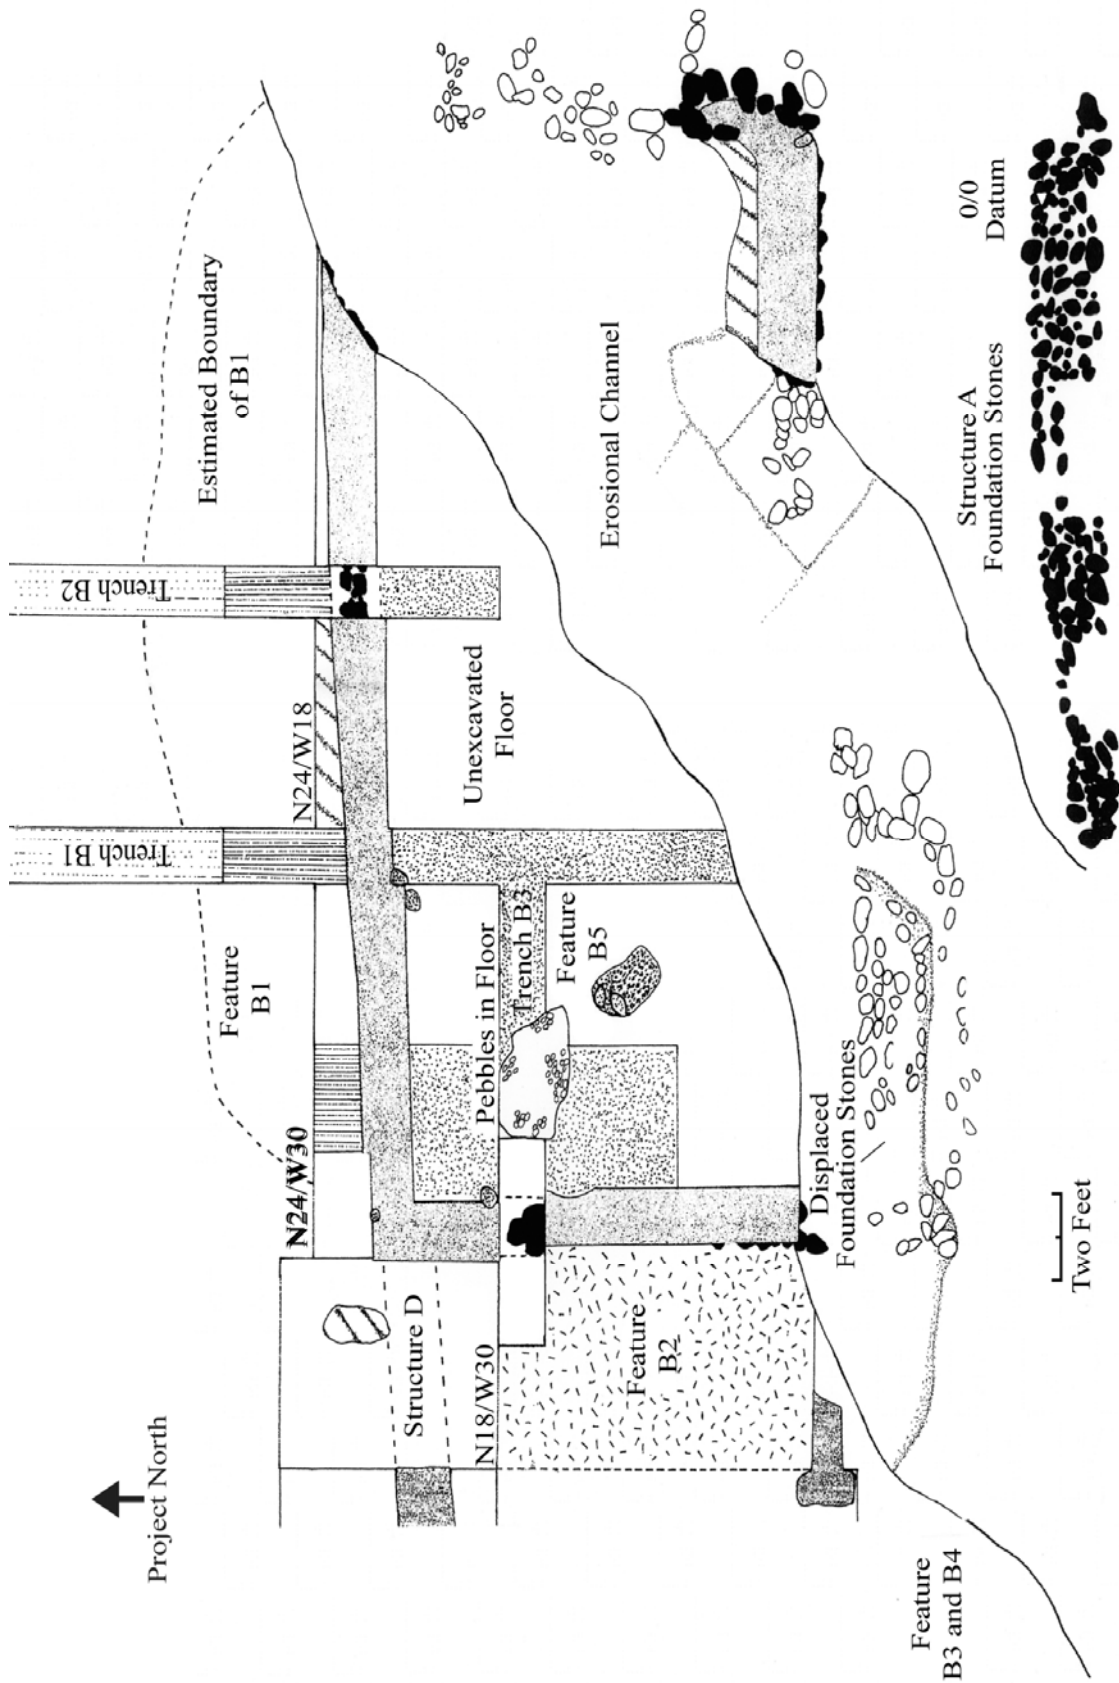 Project North
Estimated Boundary
of B1
Trench B2
N24/W18
Trench B1
Feature
B1
N24/W30
Structure D
N18/W30
Unexcavated
Floor
Pebbles in Floor
Trench B3
Feature
B5
Feature
B2
Erosional Channel
Displaced
Foundation Stones
Two Feet
Feature
B3 and B4
Structure A
Foundation Stones
0/0
Datum